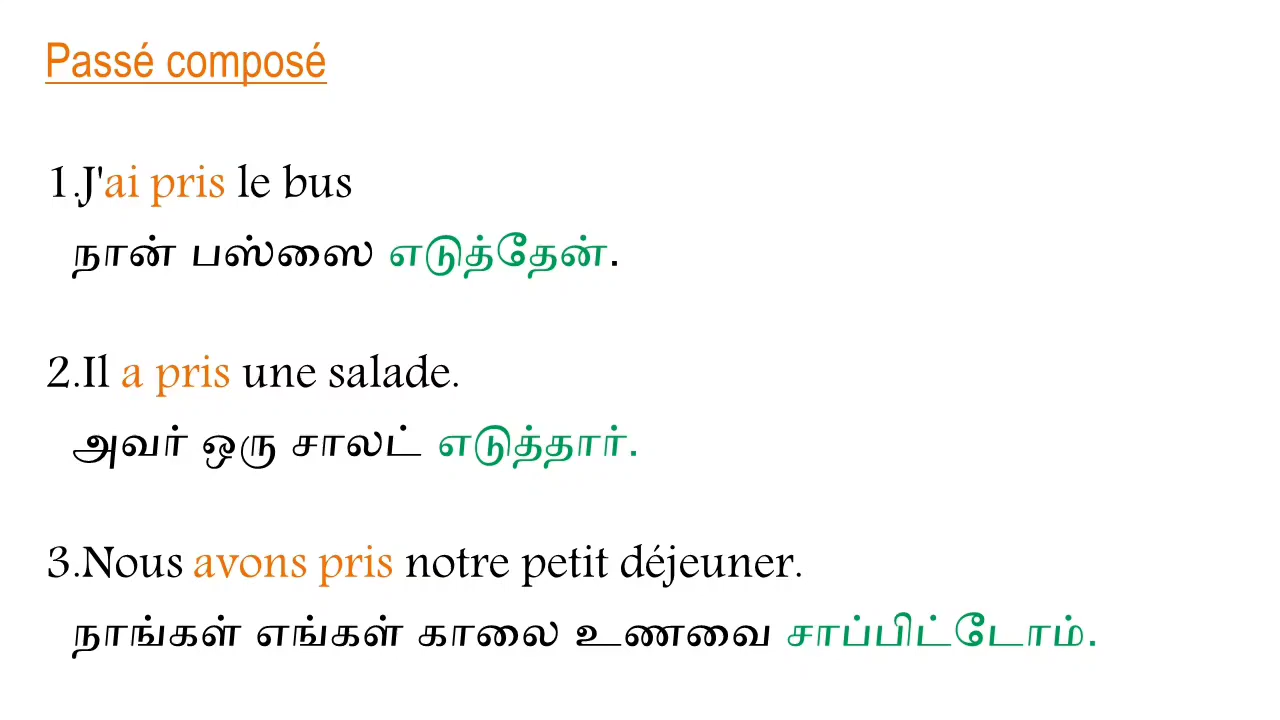 Passé composé
1.J'ai pris le bus
நான் பஸ்ஸை எடுத்தேன்.
2.Il a pris une salade.
அவர் ஒரு சாலட் எடுத்தார்.
3.Nous avons pris notre petit déjeuner.
நாங்கள் எங்கள் காலை உணவை சாப்பிட்டோம்.